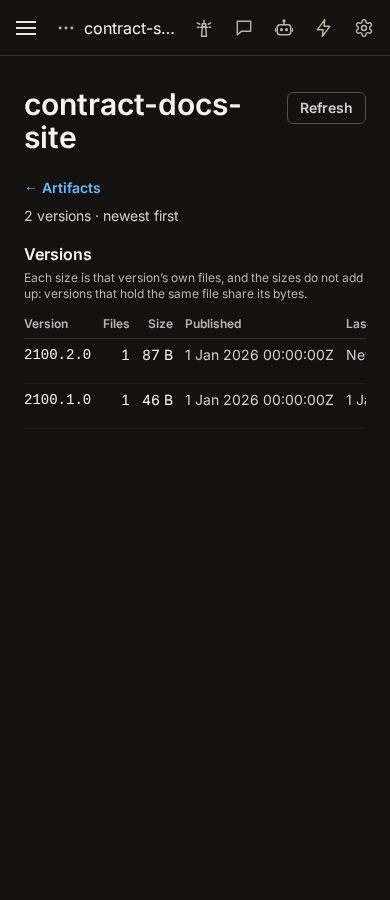 ... contract-s...
contract-docs-
site
Refresh
← Artifacts
2 versions · newest first
Versions
Each size is that version's own files, and the sizes do not add
up: versions that hold the same file share its bytes.
Version Files Size Published Las
2100.2.0 1 87 B 1 Jan 2026 00:00:00Z
2100.1.0 1 46 B 1 Jan 2026 00:00:00Z 1